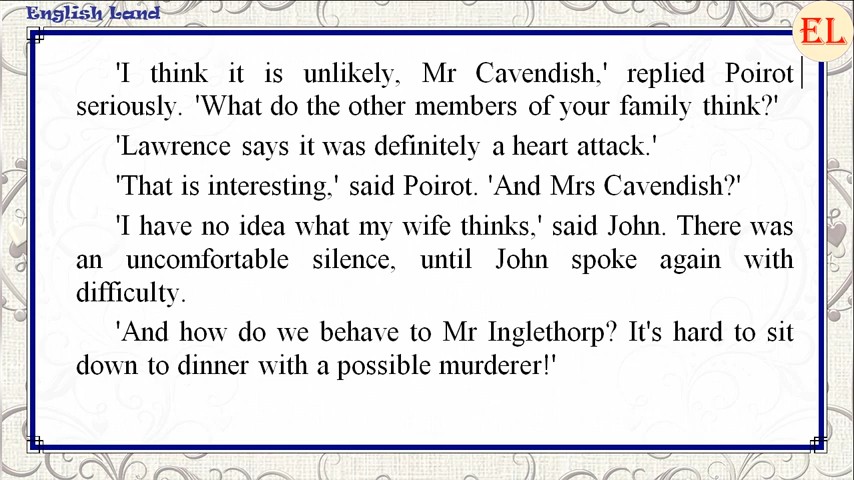 English Land
EL
'I think it is unlikely, Mr Cavendish,' replied Poirot
seriously. 'What do the other members of your family think?'
'Lawrence says it was definitely a heart attack.'
'That is interesting,' said Poirot. 'And Mrs Cavendish?'
'I have no idea what my wife thinks,' said John. There was
an uncomfortable silence, until John spoke again with
difficulty.
'And how do we behave to Mr Inglethorp? It's hard to sit
down to dinner with a possible murderer!'